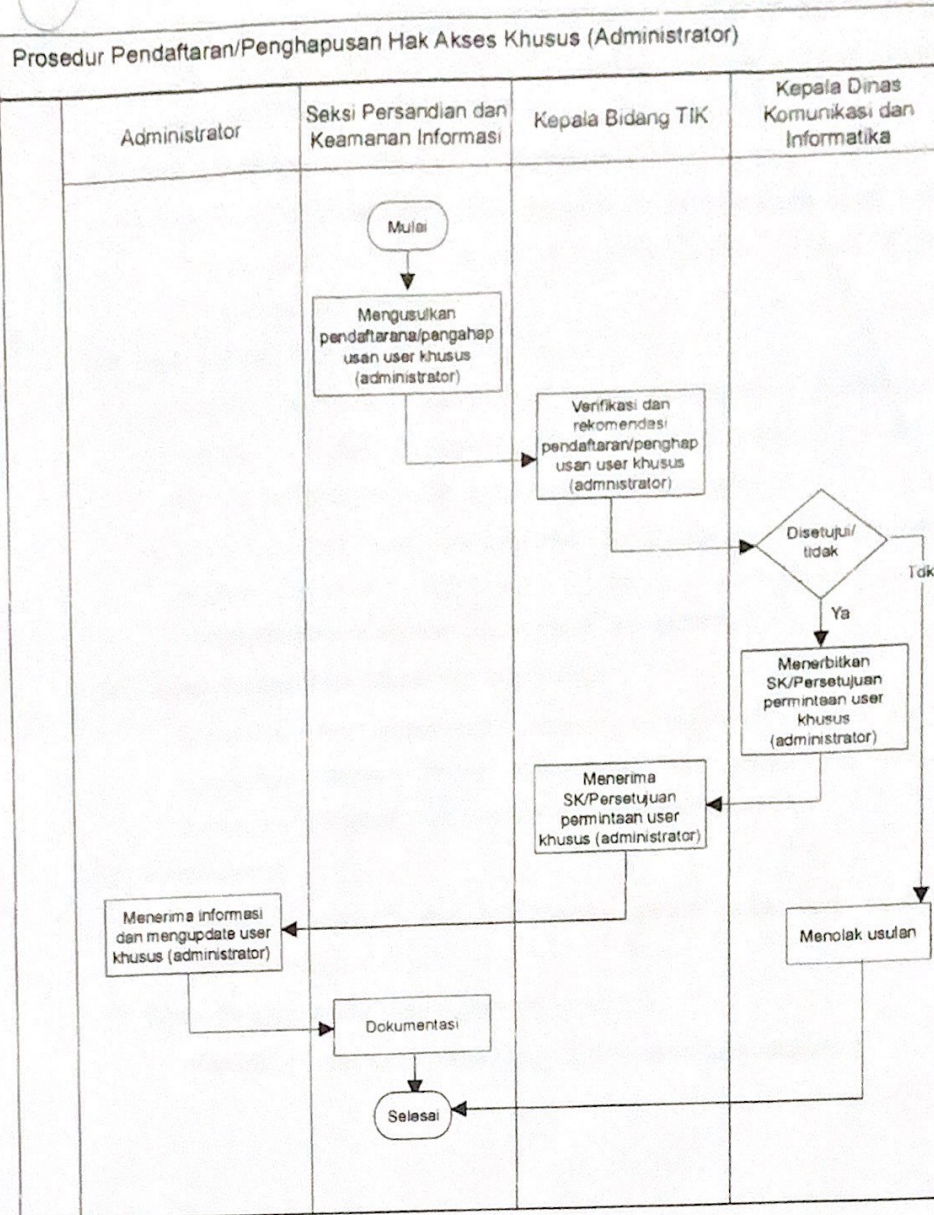 Prosedur Pendaftaran/Penghapusan Hak Akses Khusus (Administrator)
Administrator
Seksi Persandian dan
Keamanan Informasi
Kepala Bidang TIK
Kepala Dinas
Komunikasi dan
Informatika
Mulai
Mengusulkan
pendaftarana/pengahap
usan user khusus
(administrator)
Verifikasi dan
rekomendasi
pendaftaran/penghap
usan user khusus
(admnistrator)
Disetujui/
tidak
Tdk
Ya
Menerbitkan
SK/Persetujuan
permintaan user
khusus
(administrator)
Menerima
SK/Persetujuan
permintaan user
khusus (administrator)
Menerima informasi
dan mengupdate user
khusus (administrator)
Menolak usulan
Dokumentasi
Selesai